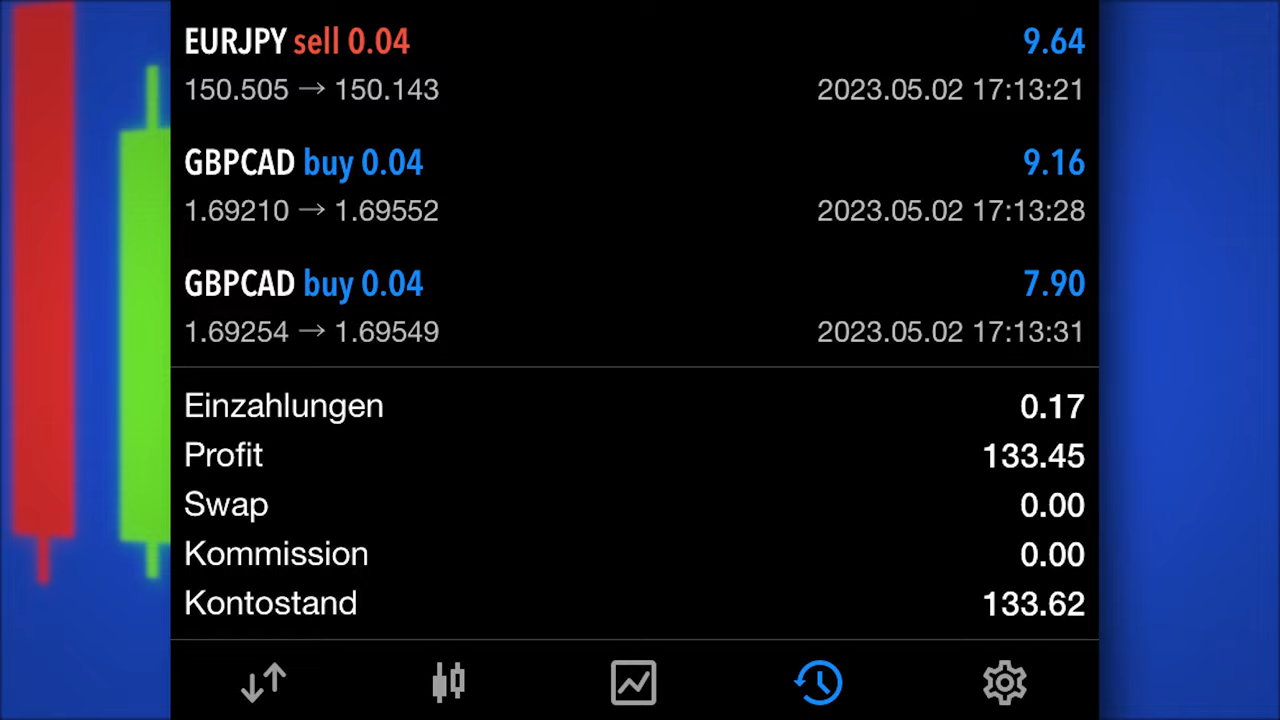 EURJPY sell 0.04 9.64
150.505 → 150.143 2023.05.02 17:13:21
GBPCAD buy 0.04 9.16
1.69210 → 1.69552 2023.05.02 17:13:28
GBPCAD buy 0.04 7.90
1.69254 → 1.69549 2023.05.02 17:13:31
Einzahlungen 0.17
Profit 133.45
Swap 0.00
Kommission 0.00
Kontostand 133.62